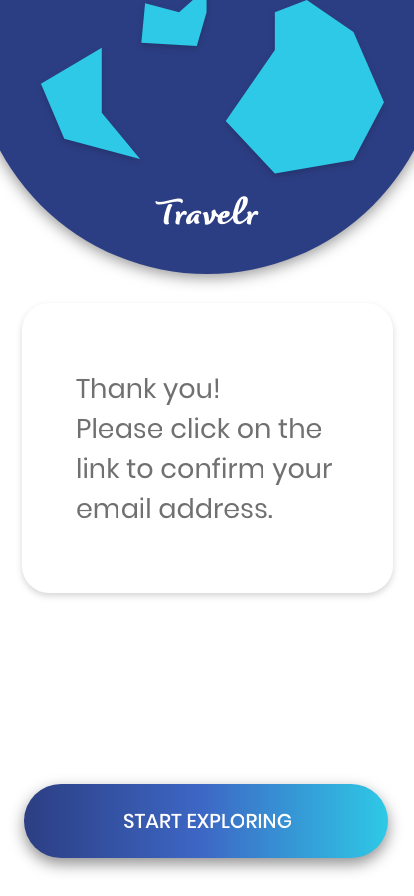 Travelr
Thank you!
Please click on the
link to confirm your
email address.
START EXPLORING